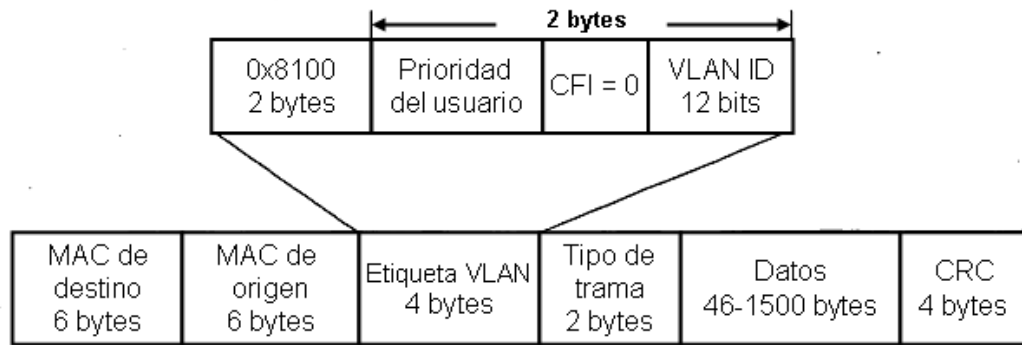 2 bytes
0x8100
2 bytes
Prioridad
del usuario
CFI = 0
VLAN ID
12 bits
MAC de
destino
6 bytes
MAC de
origen
6 bytes
Etiqueta VLAN
4 bytes
Tipo de
trama
2 bytes
Datos
46-1500 bytes
CRC
4 bytes